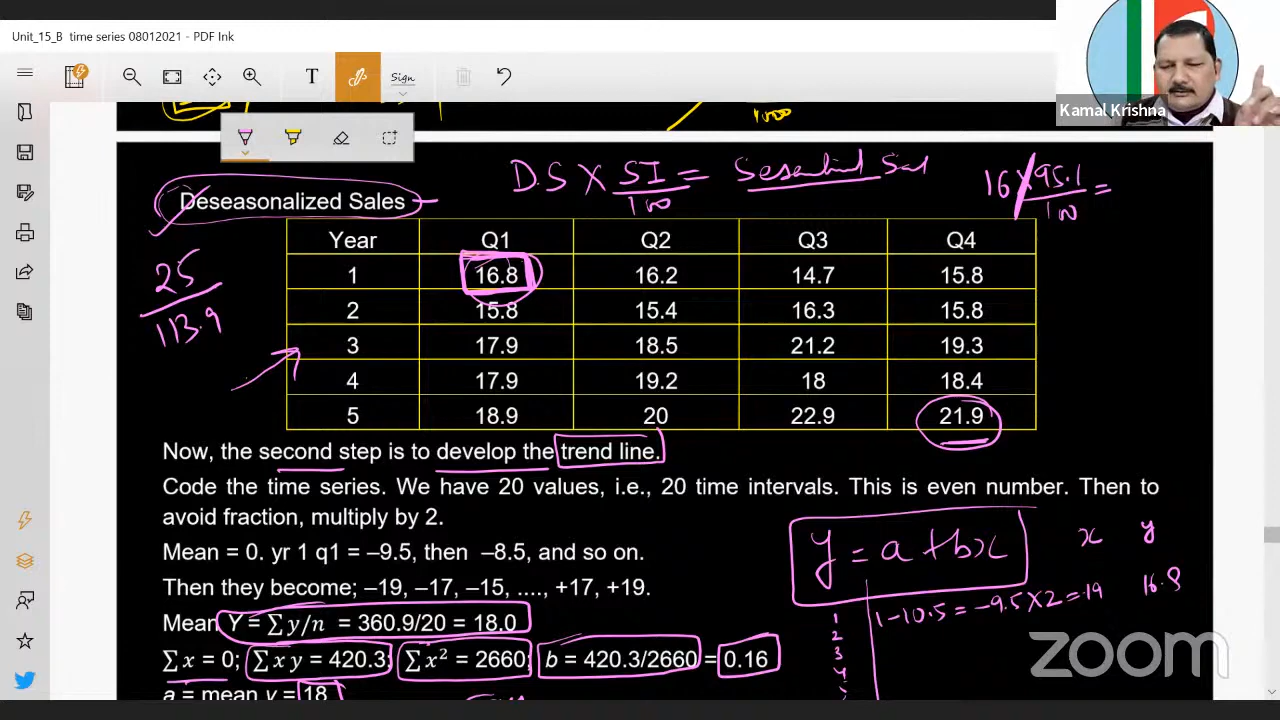 Unit_15_B time series 08012021 - PDF Ink
T
Sign
Kamal Krishna
D.S X SI/100 =
16 X 95.1/100 =
Deseasonalized Sales
25/113.9
Year Q1 Q2 Q3 Q4
1 16.8 16.2 14.7 15.8
2 15.8 15.4 16.3 15.8
3 17.9 18.5 21.2 19.3
4 17.9 19.2 18 18.4
5 18.9 20 22.9 21.9
Now, the second step is to develop the trend line.
Code the time series. We have 20 values, i.e., 20 time intervals. This is even number. Then to
avoid fraction, multiply by 2.
Mean = 0. yr 1 q1 = –9.5, then –8.5, and so on.
Then they become; –19, –17, –15, ...., +17, +19.
Mean Y = ∑y/n = 360.9/20 = 18.0
∑x = 0; ∑xy = 420.3; ∑x² = 2660; b = 420.3/2660 = 0.16
a = mean y = 18
y = a + bx
x y
1-10.5 = -9.5X2 = -19 16.8
1
2
3
4
zoom